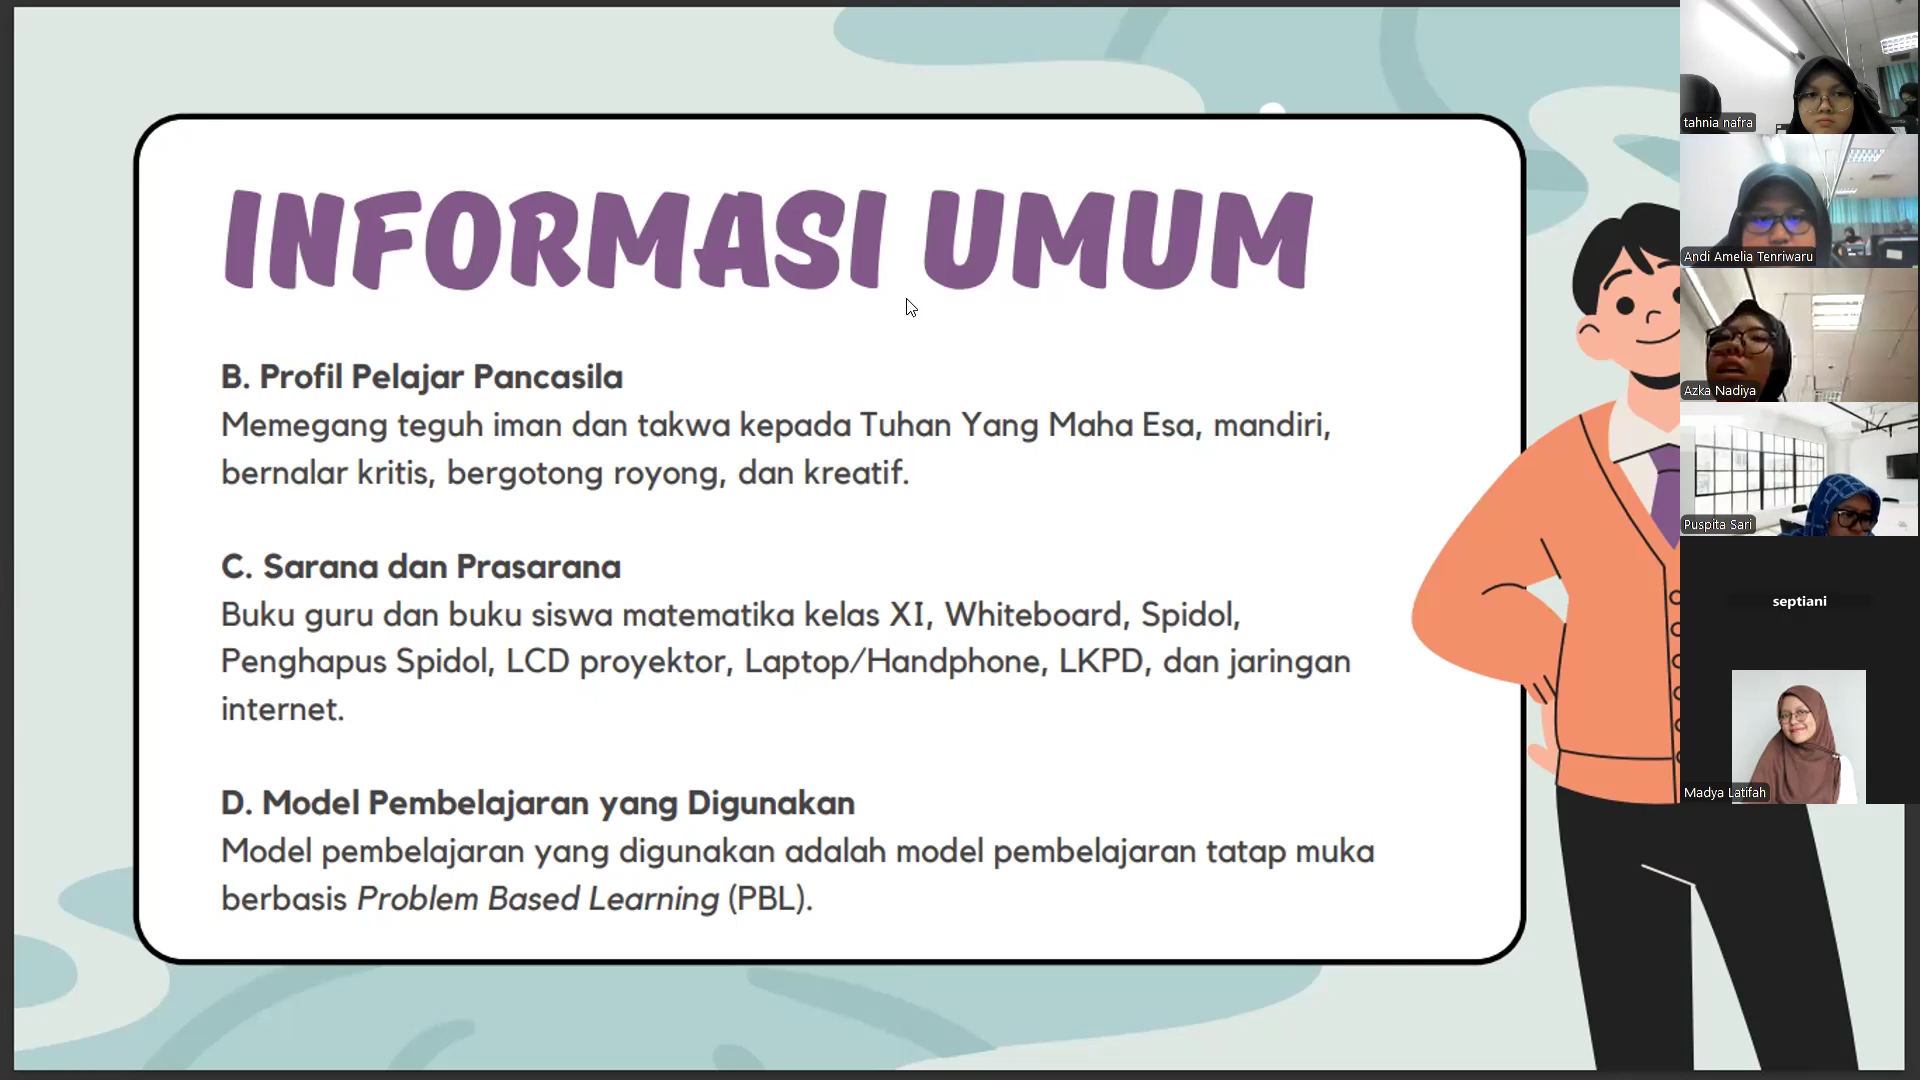 INFORMASI UMUM
B. Profil Pelajar Pancasila
Memegang teguh iman dan takwa kepada Tuhan Yang Maha Esa, mandiri,
bernalar kritis, bergotong royong, dan kreatif.
C. Sarana dan Prasarana
Buku guru dan buku siswa matematika kelas XI, Whiteboard, Spidol,
Penghapus Spidol, LCD proyektor, Laptop/Handphone, LKPD, dan jaringan
internet.
D. Model Pembelajaran yang Digunakan
Model pembelajaran yang digunakan adalah model pembelajaran tatap muka
berbasis Problem Based Learning (PBL).
tahnia nafra
Andi Amelia Tenriwaru
Azka Nadiya
Puspita Sari
septiani
Madya Latifah